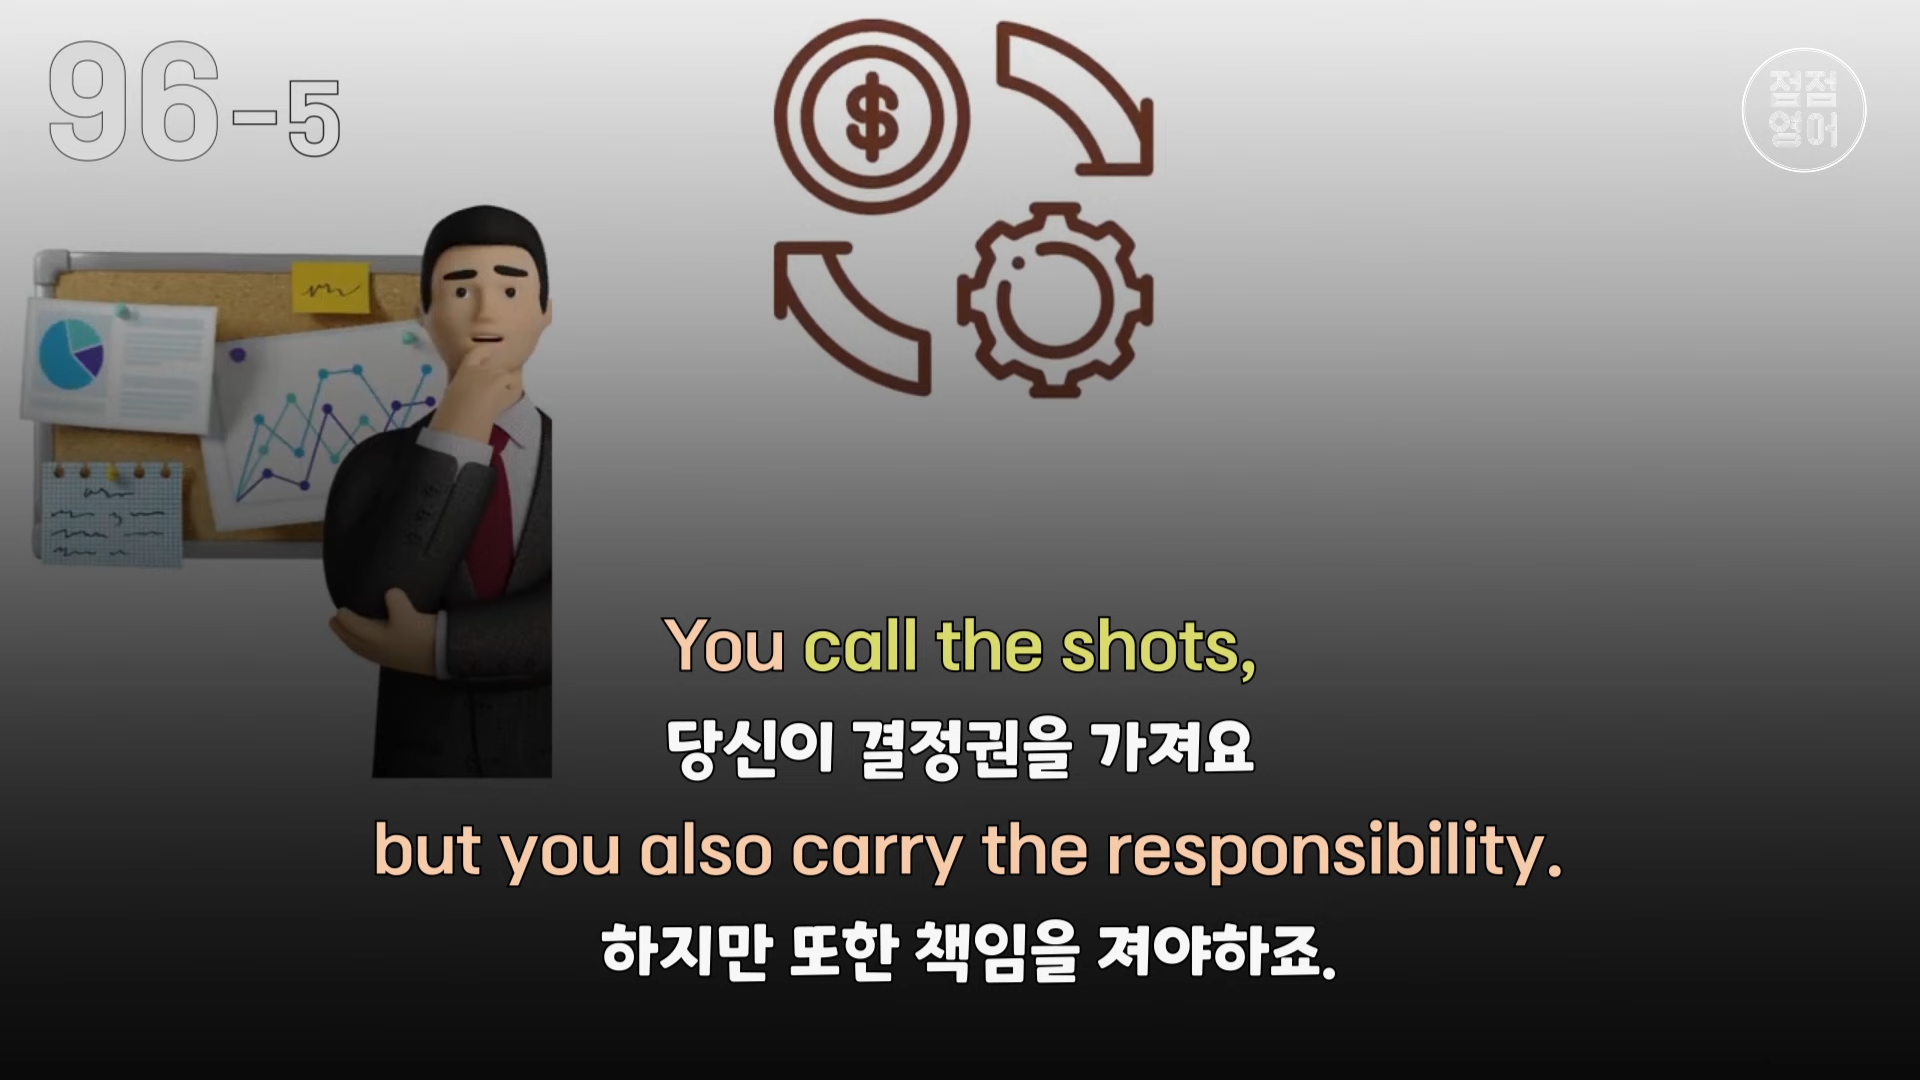 96-5
점점
영어
$
You call the shots,
당신이 결정권을 가져요
but you also carry the responsibility.
하지만 또한 책임을 져야하죠.